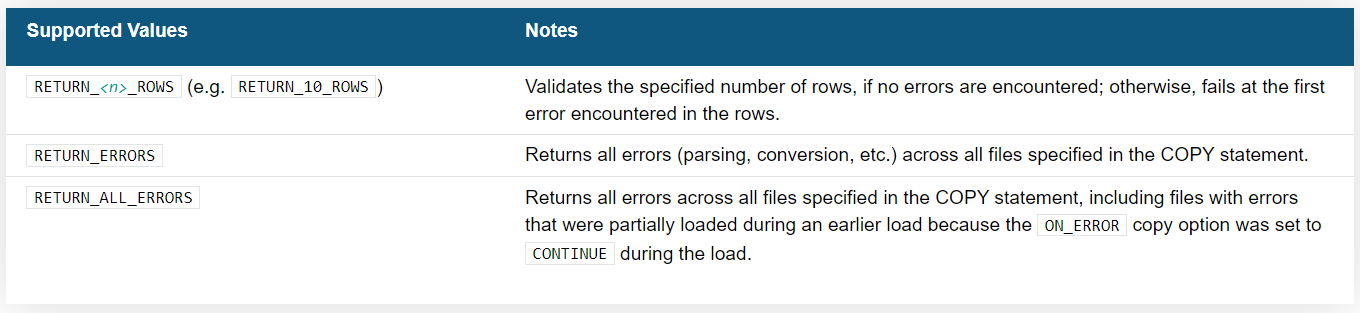 Supported Values Notes
RETURN_<n>_ROWS (e.g. RETURN_10_ROWS) Validates the specified number of rows, if no errors are encountered; otherwise, fails at the first
error encountered in the rows.
RETURN_ERRORS Returns all errors (parsing, conversion, etc.) across all files specified in the COPY statement.
RETURN_ALL_ERRORS Returns all errors across all files specified in the COPY statement, including files with errors
that were partially loaded during an earlier load because the ON_ERROR copy option was set to
CONTINUE during the load.